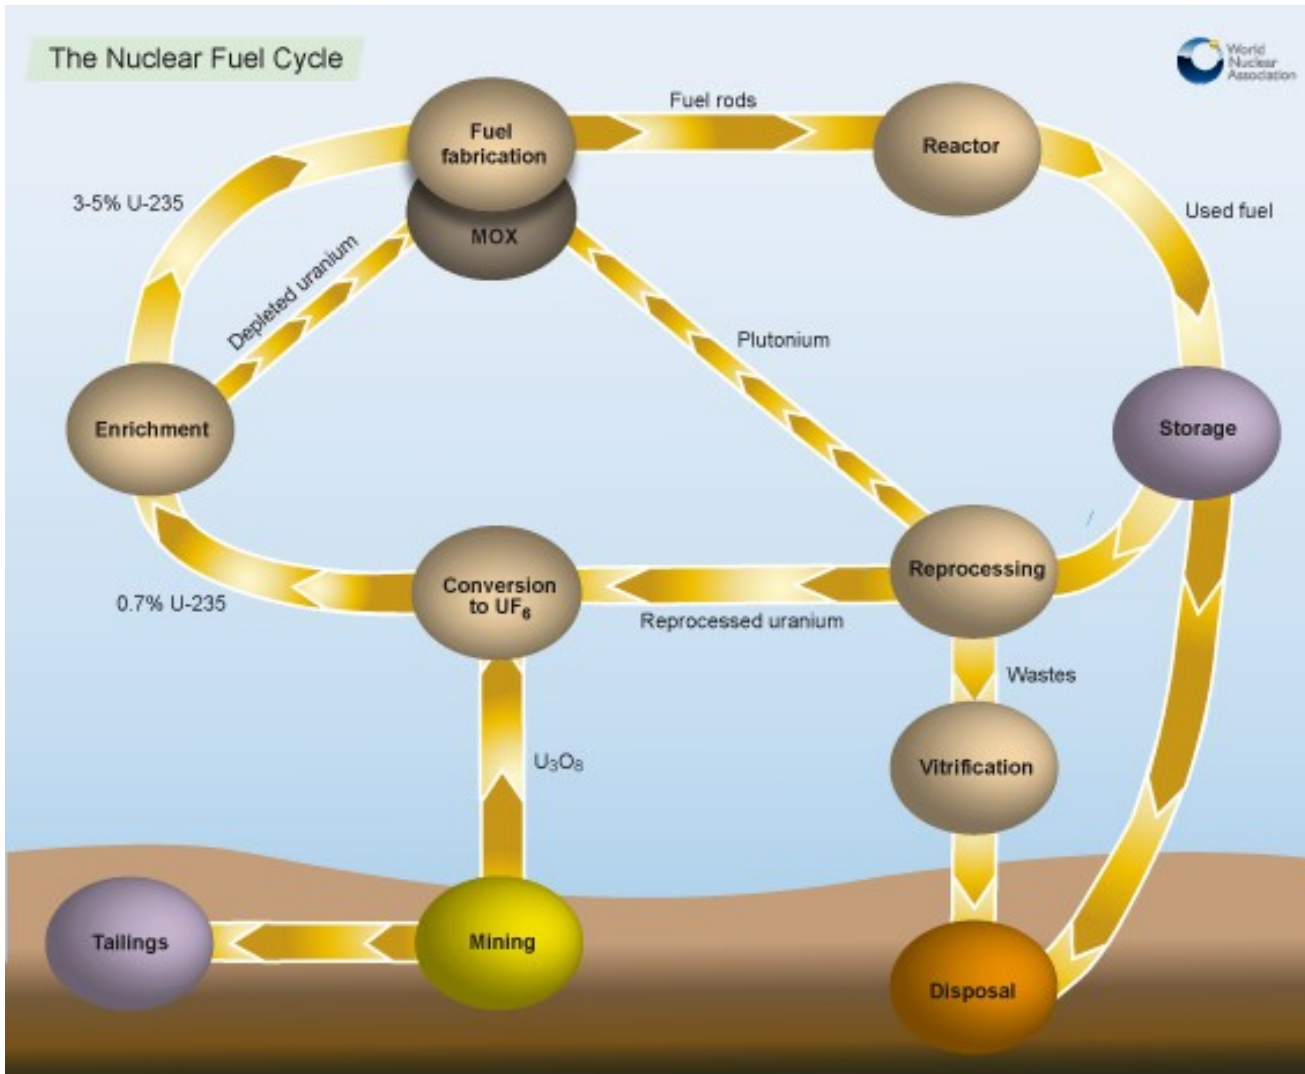 The Nuclear Fuel Cycle
World
Nuclear
Association
Fuel rods
Fuel
fabrication
Reactor
3-5% U-235
Used fuel
MOX
Depleted uranium
Plutonium
Enrichment
Storage
Reprocessing
Conversion
to UF₆
0.7% U-235
Reprocessed uranium
Wastes
U₃O₈
Vitrification
Tailings
Mining
Disposal